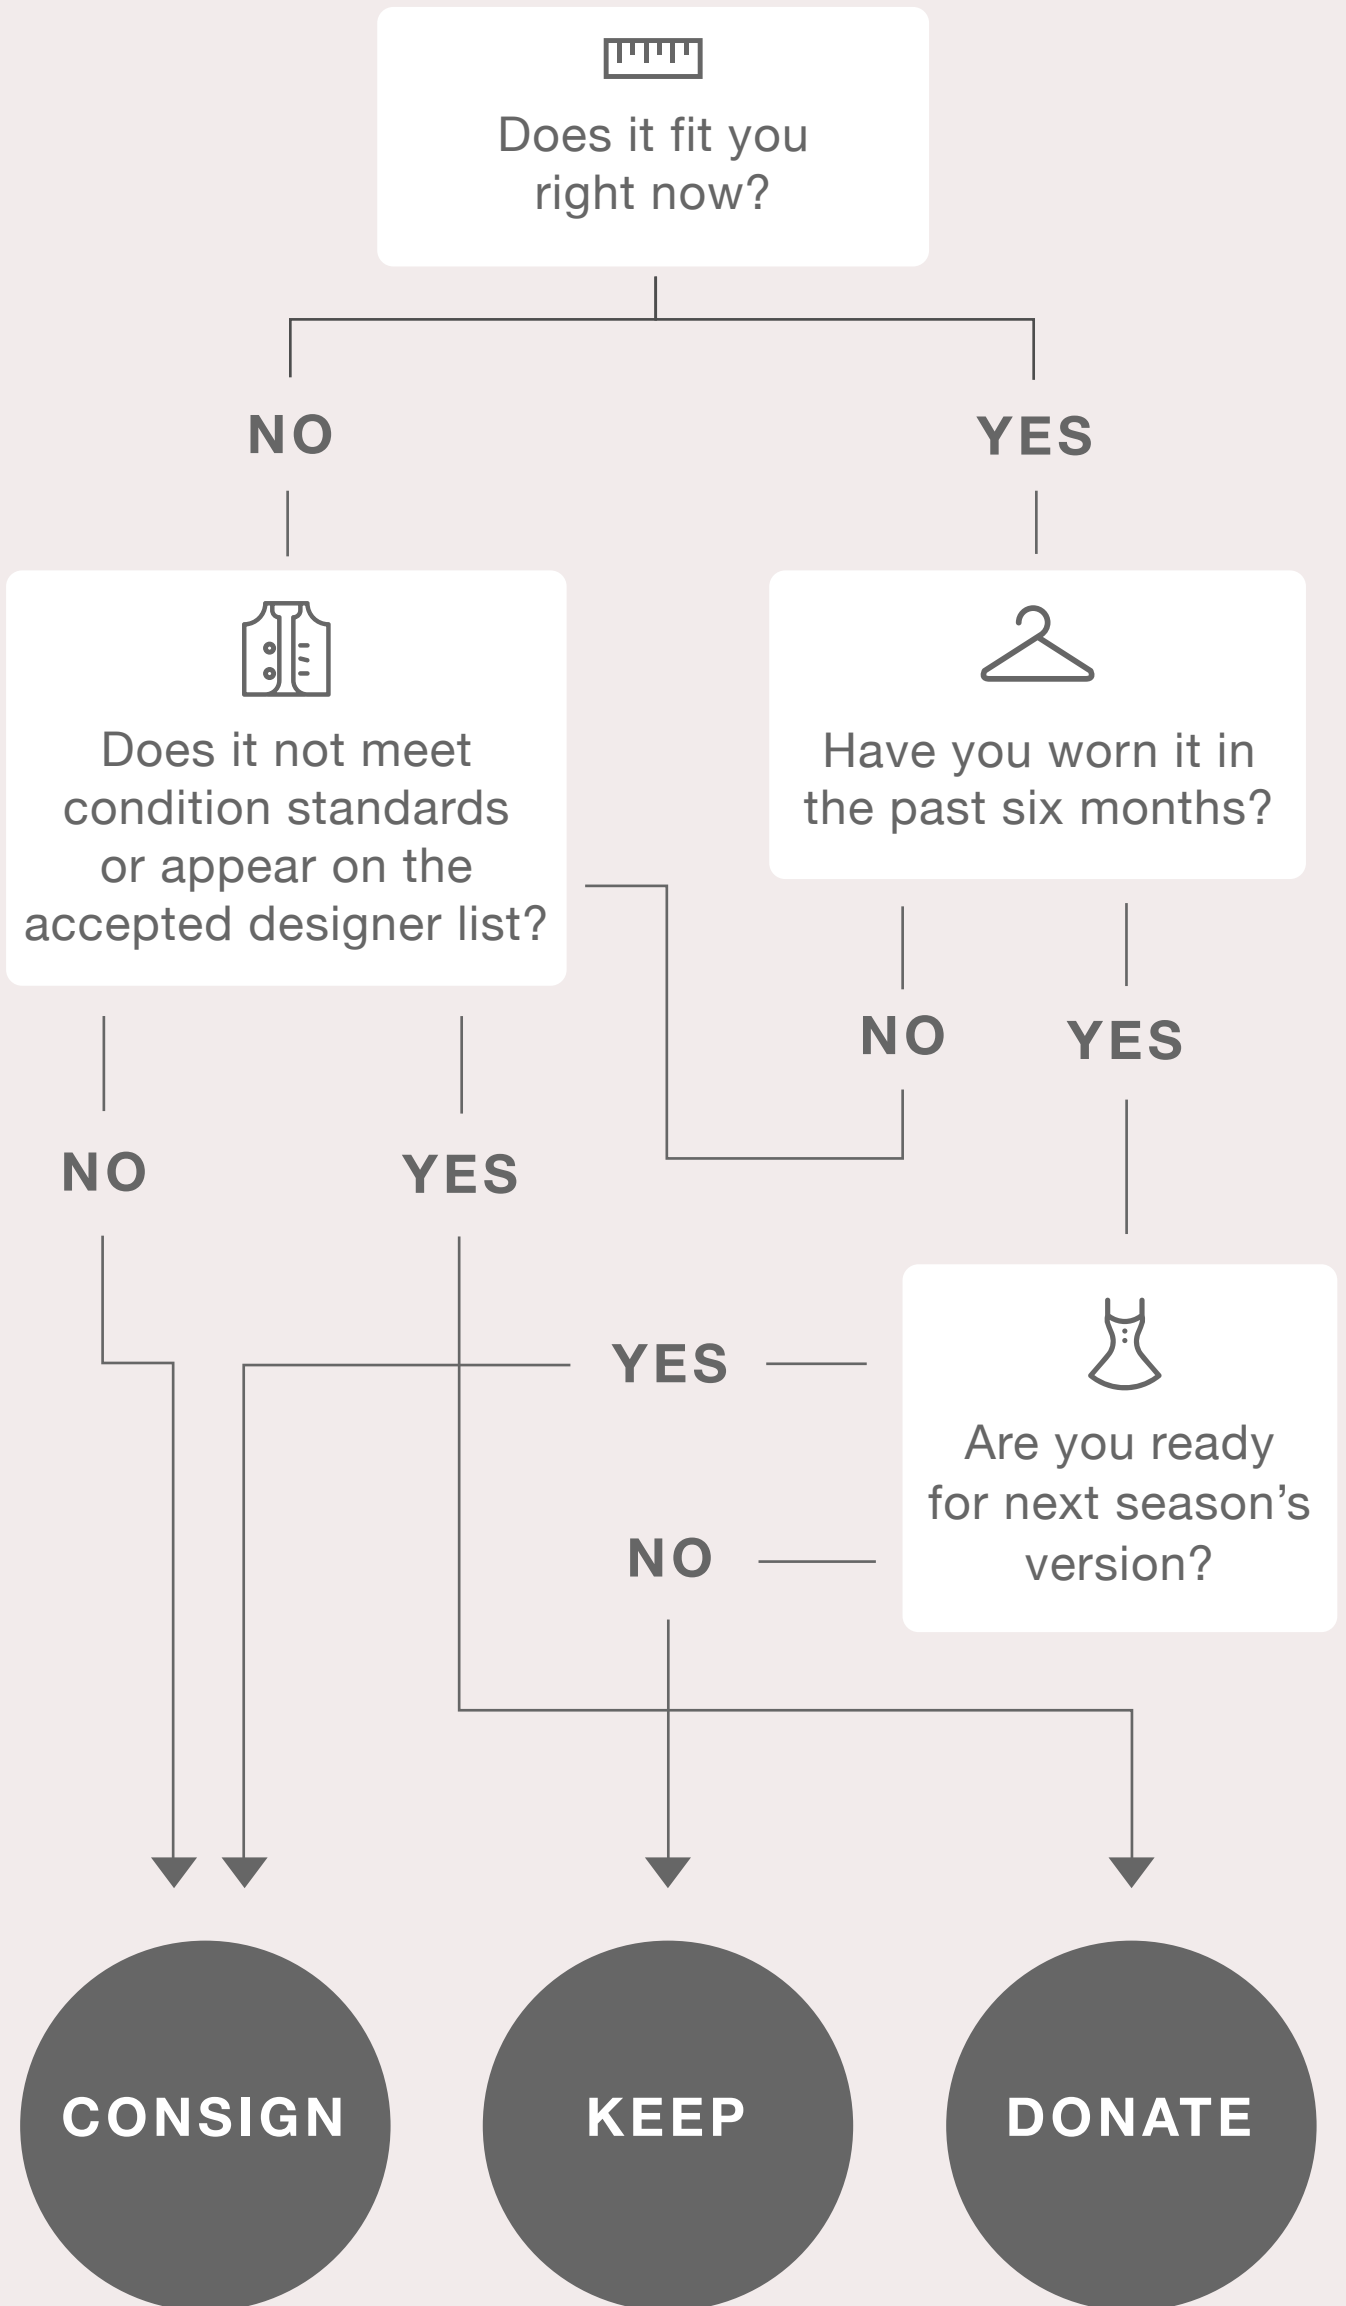 Does it fit you
right now?
NO
YES
Does it not meet
condition standards
or appear on the
accepted designer list?
Have you worn it in
the past six months?
NO
YES
NO
YES
YES
Are you ready
for next season’s
version?
NO
CONSIGN
KEEP
DONATE